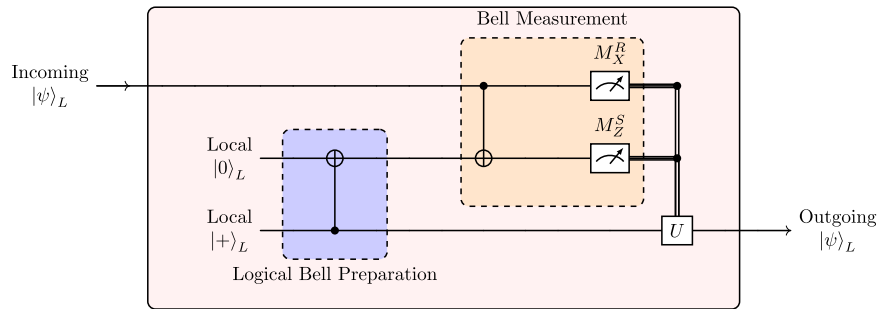 Bell Measurement
M_X^R
Incoming
|ψ⟩_L
M_Z^S
Local
|0⟩_L
Local
|+⟩_L
U
Outgoing
|ψ⟩_L
Logical Bell Preparation